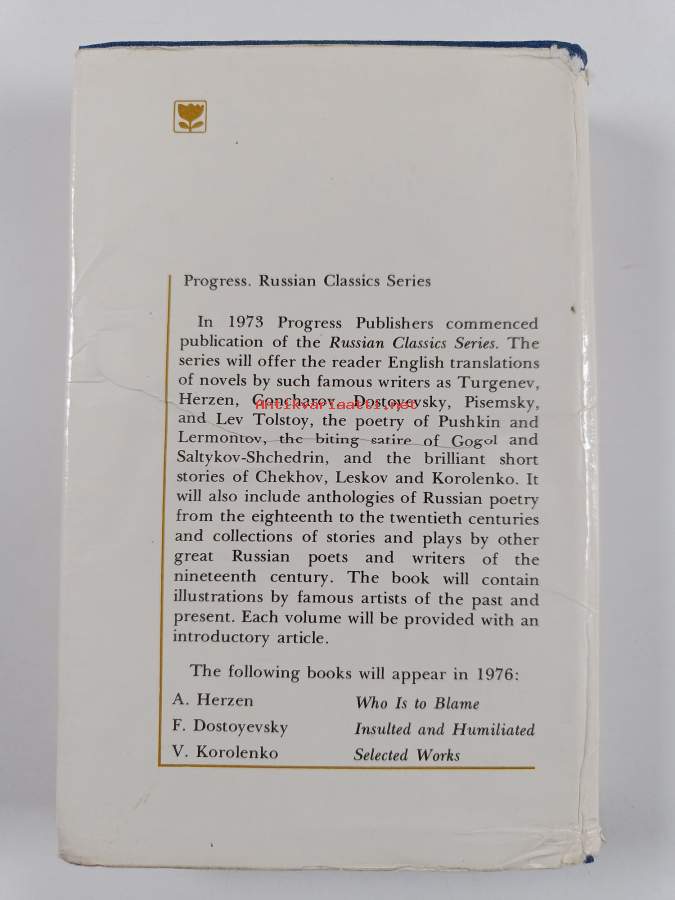 Progress. Russian Classics Series
In 1973 Progress Publishers commenced
publication of the Russian Classics Series. The
series will offer the reader English translations
of novels by such famous writers as Turgenev,
Herzen, Goncharov, Dostoyevsky, Pisemsky,
Antikvariaatti.net
and Lev Tolstoy, the poetry of Pushkin and
Lermontov, the biting satire of Gogol and
Saltykov-Shchedrin, and the brilliant short
stories of Chekhov, Leskov and Korolenko. It
will also include anthologies of Russian poetry
from the eighteenth to the twentieth centuries
and collections of stories and plays by other
great Russian poets and writers of the
nineteenth century. The book will contain
illustrations by famous artists of the past and
present. Each volume will be provided with an
introductory article.
The following books will appear in 1976:
A. Herzen Who Is to Blame
F. Dostoyevsky Insulted and Humiliated
V. Korolenko Selected Works